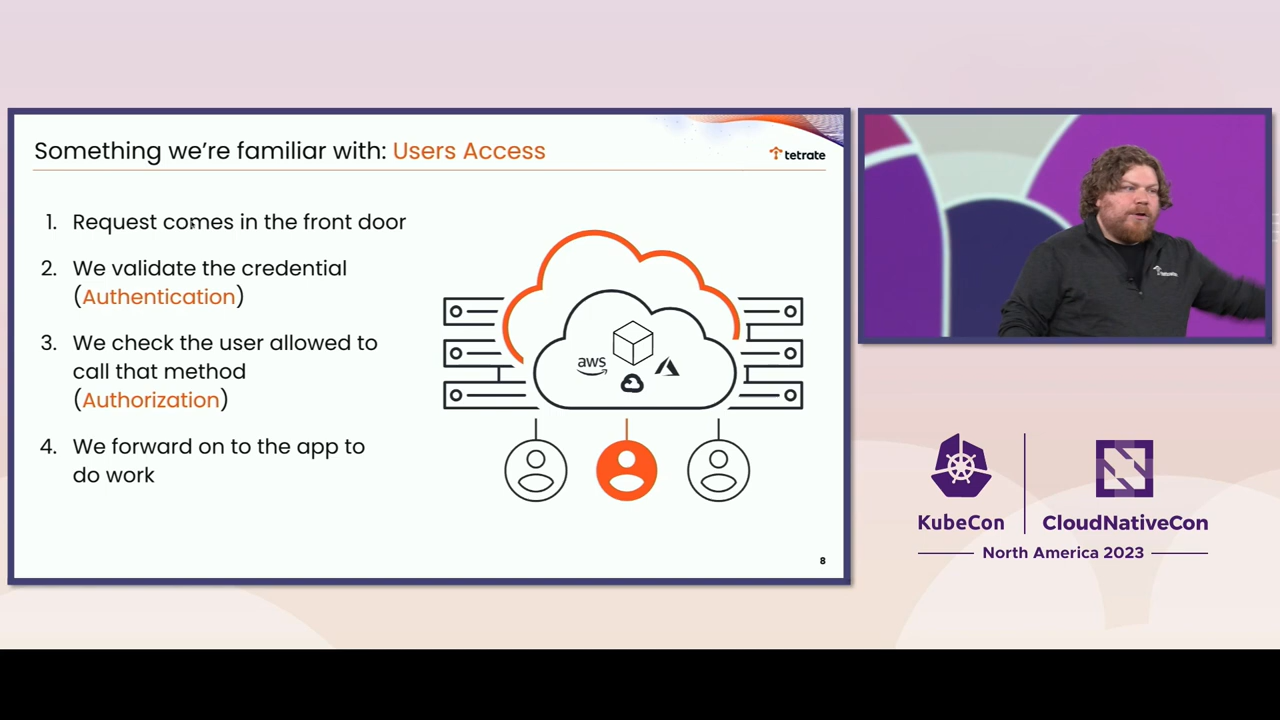 Something we're familiar with: Users Access
tetrate
1. Request comes in the front door
2. We validate the credential
(Authentication)
3. We check the user allowed to
call that method
(Authorization)
4. We forward on to the app to
do work
aws
8
tetrate
KubeCon
CloudNativeCon
North America 2023